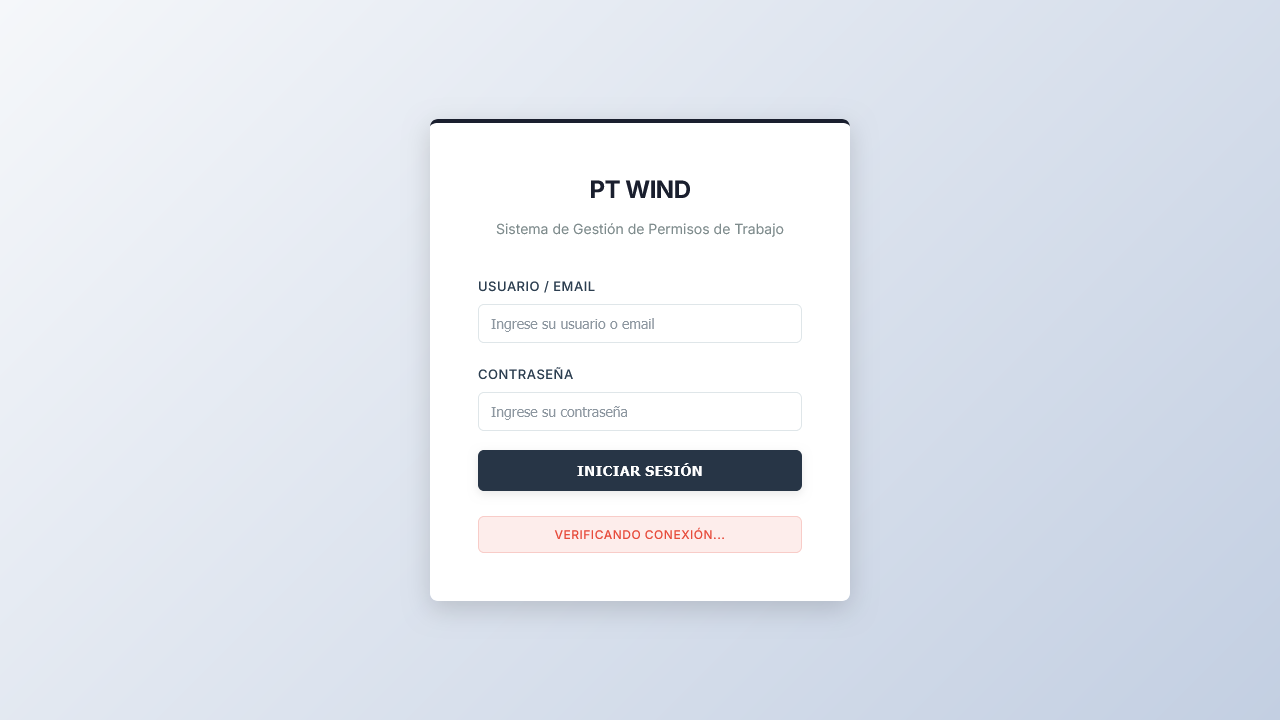 PT WIND
Sistema de Gestión de Permisos de Trabajo
USUARIO / EMAIL
Ingrese su usuario o email
CONTRASEÑA
Ingrese su contraseña
INICIAR SESIÓN
VERIFICANDO CONEXIÓN...